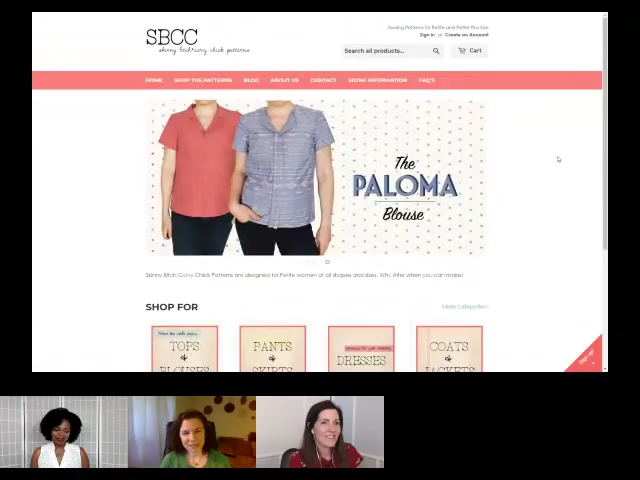 Sewing Patterns for Petite and Petite Plus Size
Sign in or Create an Account
SBCC
skinny bitch curvy chick patterns
Search all products...
Cart
HOME SHOP THE PATTERNS BLOG ABOUT US CONTACT SIZING INFORMATION FAQ'S
The
PALOMA
Blouse
Skinny Bitch Curvy Chick Patterns are designed for Petite women of all shapes and sizes. Why Alter when you can make!
SHOP FOR
More categories
TOPS
&
BLOUSES
PANTS
&
SKIRTS
DRESSES
COATS
&
JACKETS
Sign up!